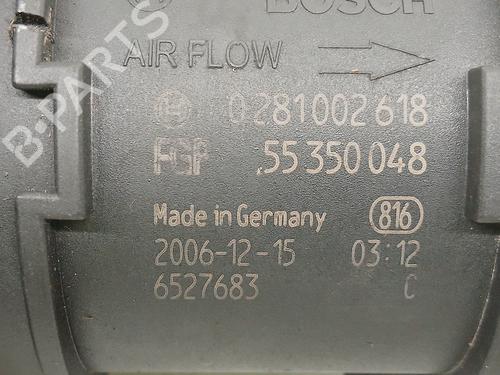 BOSCH
AIR FLOW
0 281 002 618
FGP 55 350 048
Made in Germany 816
2006-12-15 03:12
6527683 C
B-PARTS